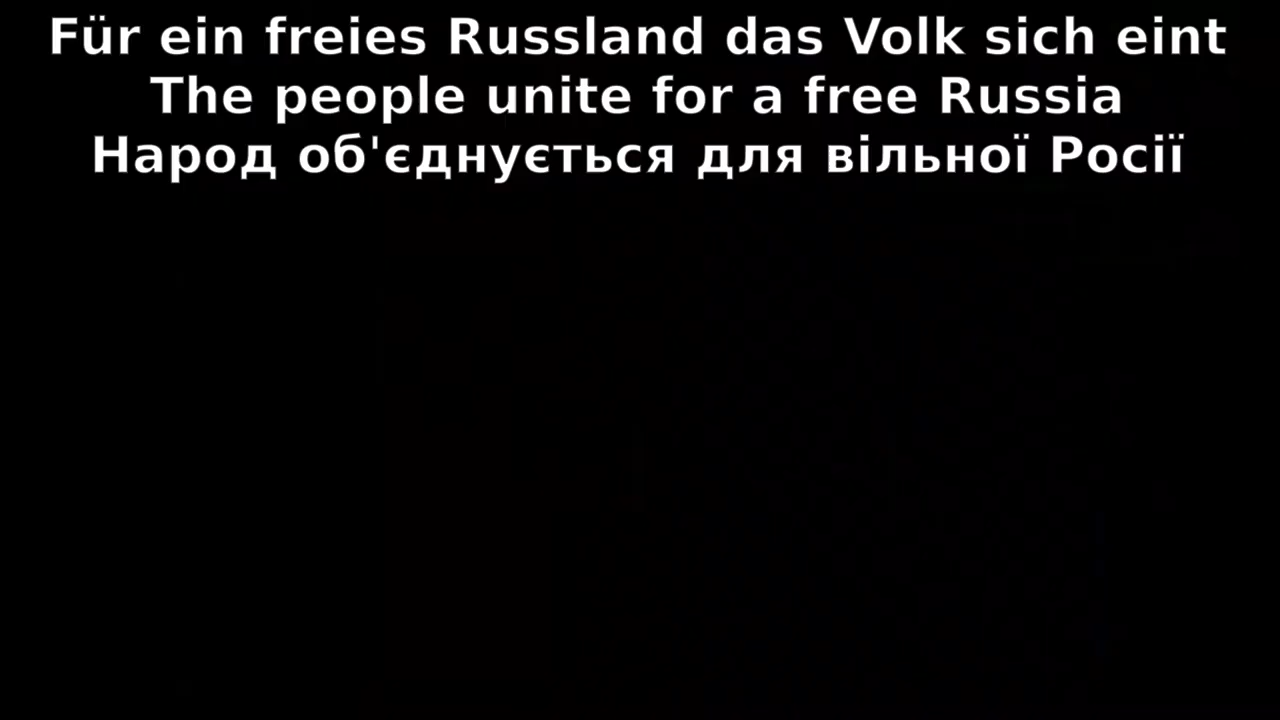 Für ein freies Russland das Volk sich eint
The people unite for a free Russia
Народ об'єднується для вільної Росії